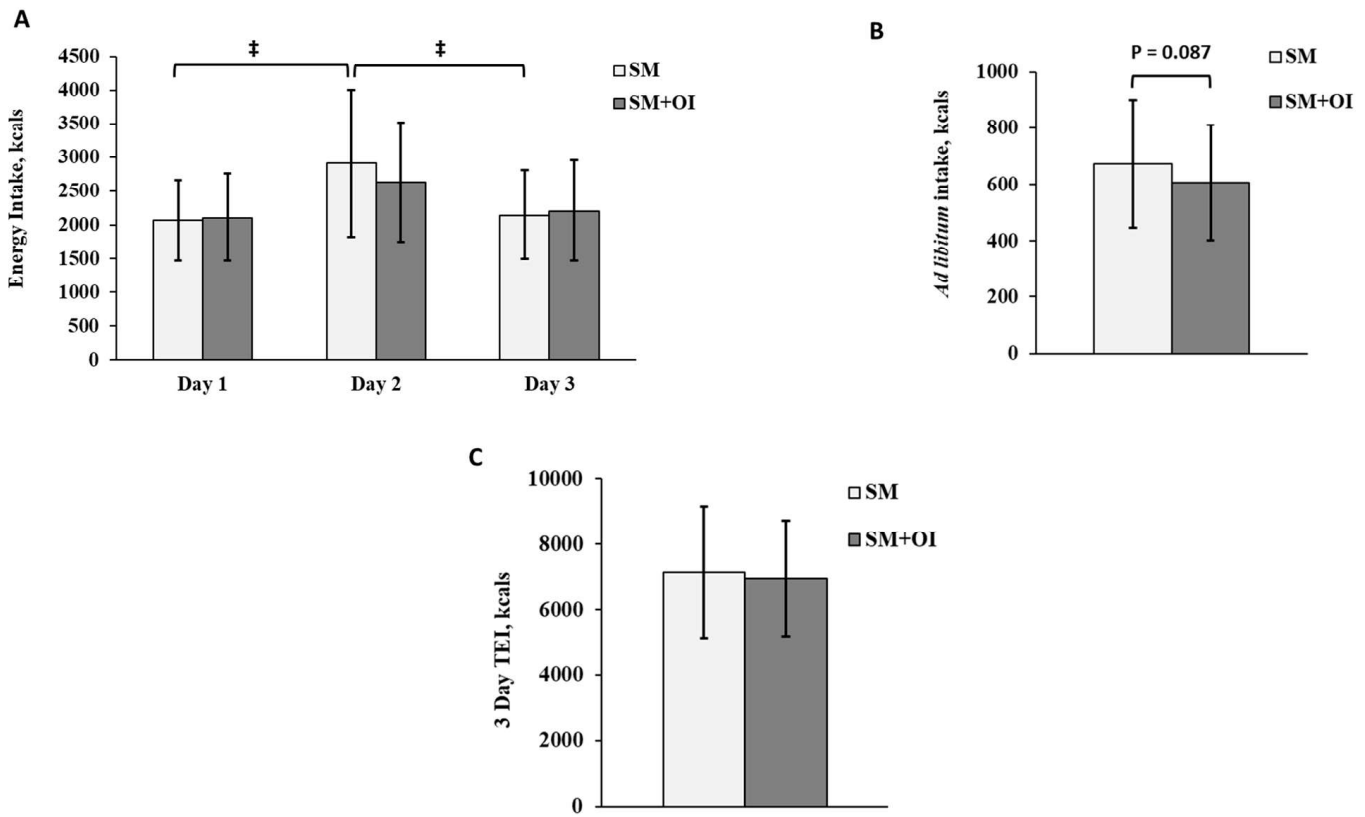 A
‡ ‡
Energy Intake, kcals
4500
4000
3500
3000
2500
2000
1500
1000
500
0
Day 1 Day 2 Day 3
SM
SM+OI
B
P = 0.087
Ad libitum intake, kcals
1000
800
600
400
200
0
SM
SM+OI
C
3 Day TEI, kcals
10000
8000
6000
4000
2000
0
SM
SM+OI